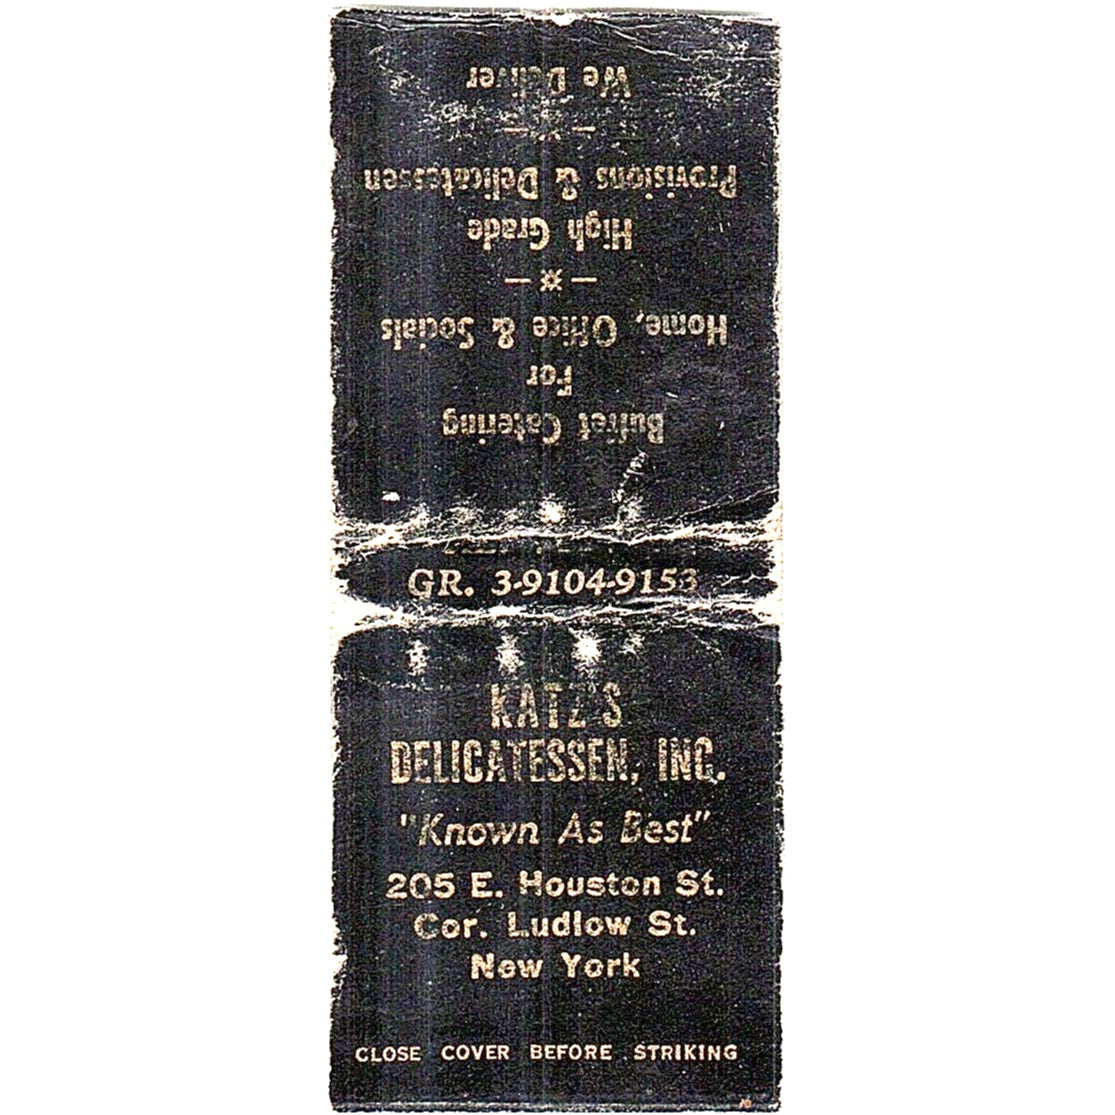 Buffet Catering
For
Home, Office & Socials
High Grade
Provisions & Delicatessen
We Deliver
GR. 3-9104-9153
KATZ'S
DELICATESSEN, INC.
"Known As Best"
205 E. Houston St.
Cor. Ludlow St.
New York
CLOSE COVER BEFORE STRIKING